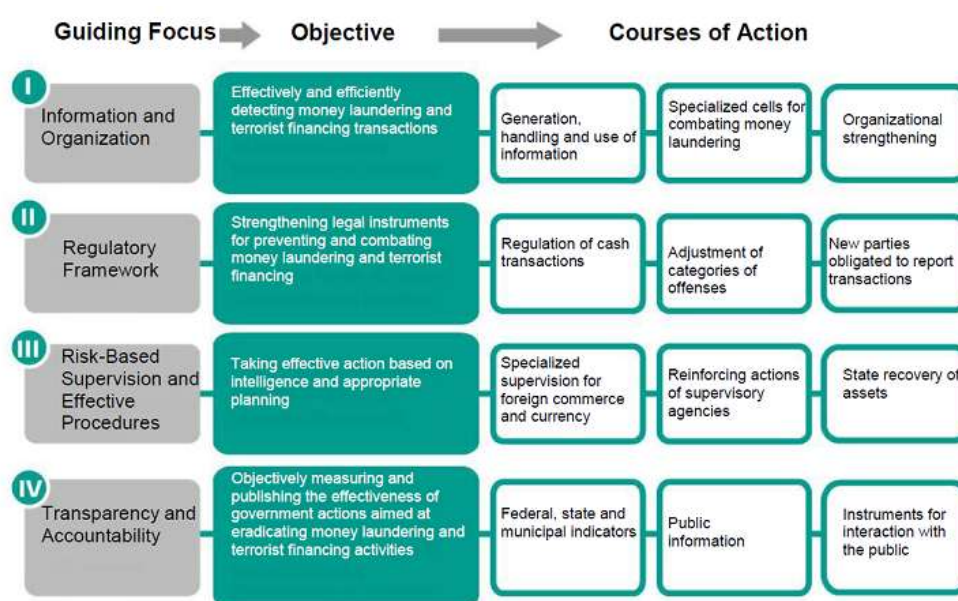 Guiding Focus
Objective
Courses of Action
I
Information and
Organization
Effectively and efficiently
detecting money laundering and
terrorist financing transactions
Generation,
handling and use of
information
Specialized cells for
combating money
laundering
Organizational
strengthening
II
Regulatory
Framework
Strengthening legal instruments
for preventing and combating
money laundering and terrorist
financing
Regulation of cash
transactions
Adjustment of
categories of
offenses
New parties
obligated to report
transactions
III
Risk-Based
Supervision and
Effective
Procedures
Taking effective action based on
intelligence and appropriate
planning
Specialized
supervision for
foreign commerce
and currency
Reinforcing actions
of supervisory
agencies
State recovery of
assets
IV
Transparency and
Accountability
Objectively measuring and
publishing the effectiveness of
government actions aimed at
eradicating money laundering and
terrorist financing activities
Federal, state and
municipal indicators
Public
information
Instruments for
interaction with
the public